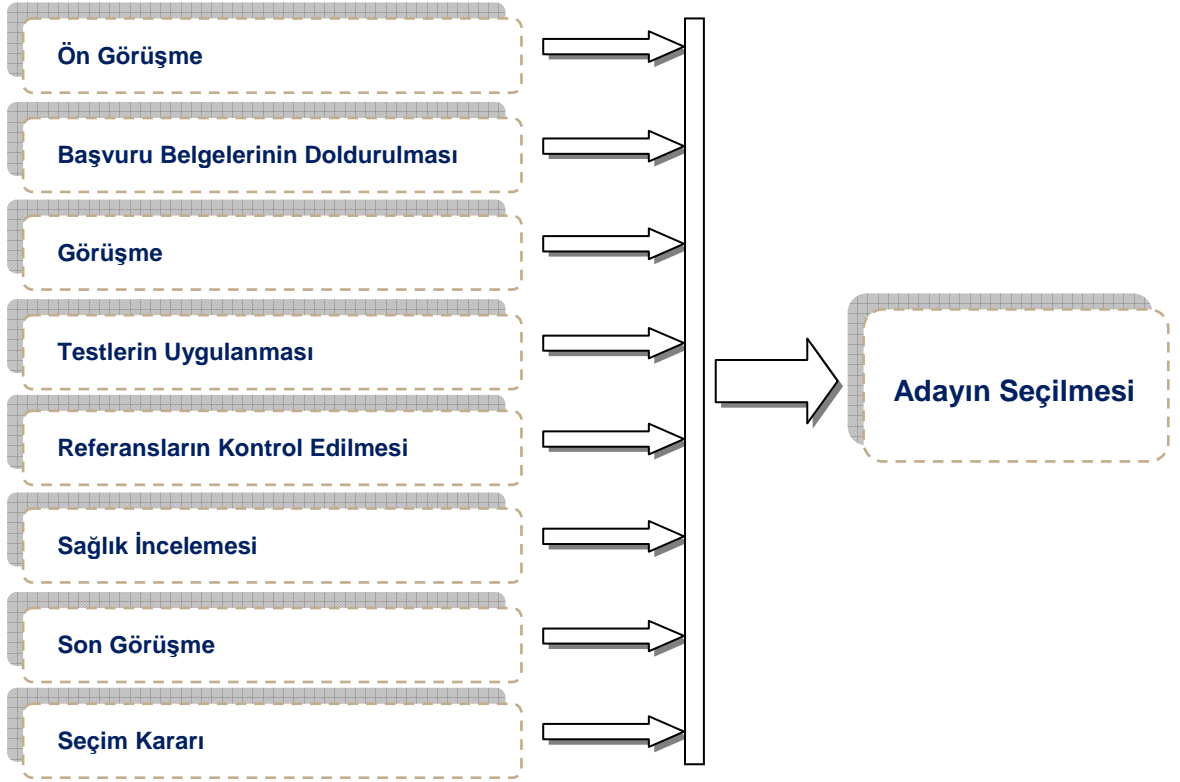 Ön Görüşme
Başvuru Belgelerinin Doldurulması
Görüşme
Testlerin Uygulanması
Referansların Kontrol Edilmesi
Sağlık İncelemesi
Son Görüşme
Seçim Kararı
Adayın Seçilmesi